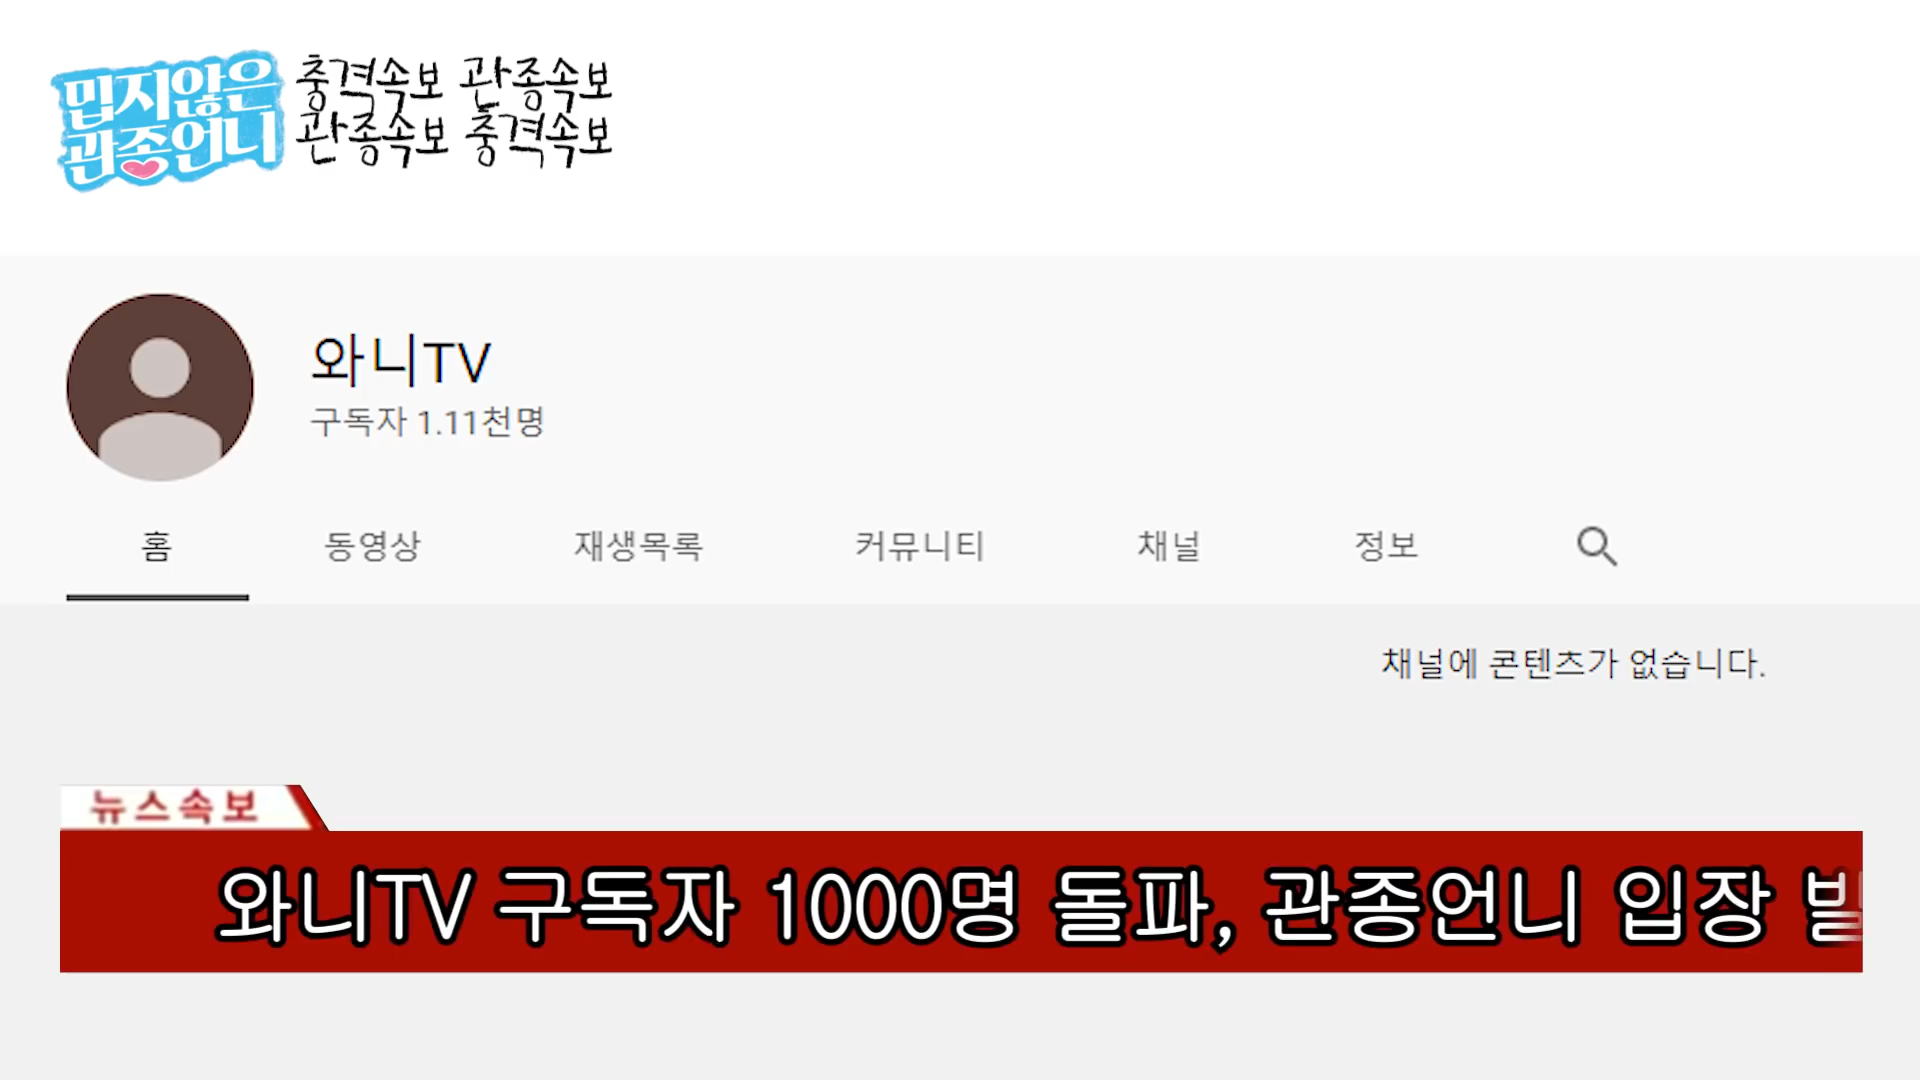 밉지않은
관종언니
충격속보 관종속보
관종속보 충격속보
와니TV
구독자 1.11천명
홈 동영상 재생목록 커뮤니티 채널 정보
채널에 콘텐츠가 없습니다.
뉴스속보
와니TV 구독자 1000명 돌파, 관종언니 입장